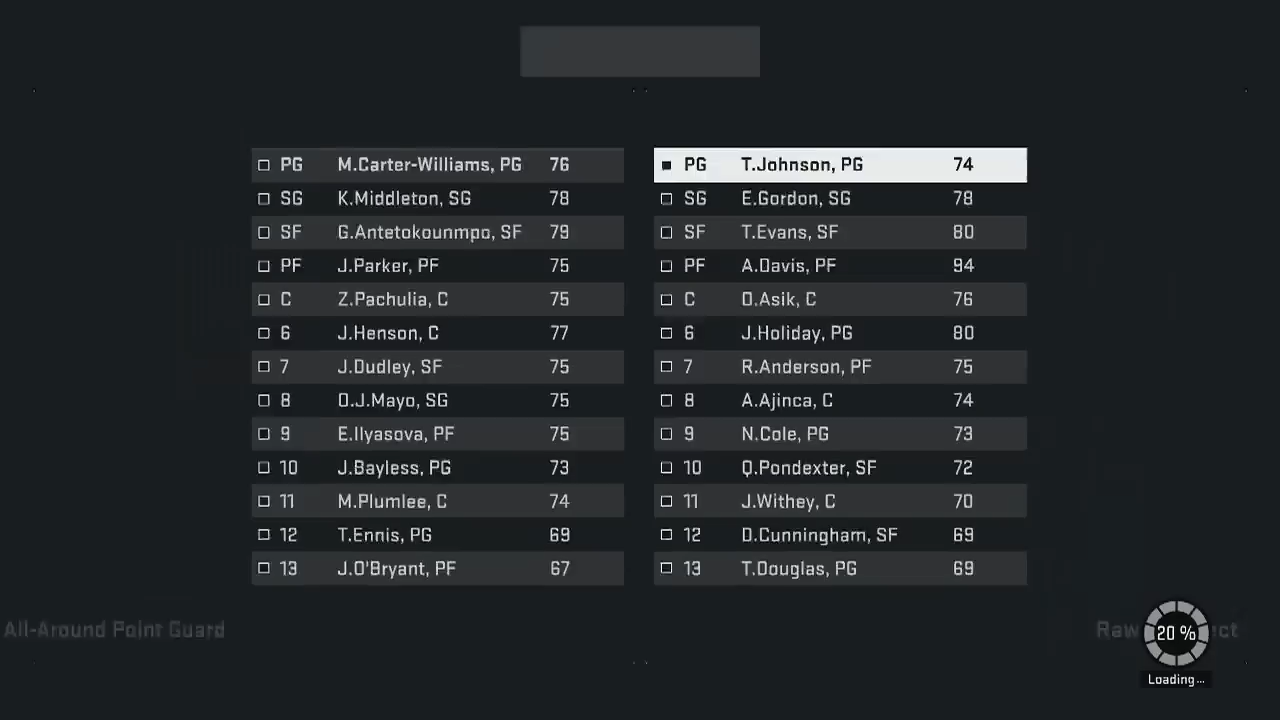 PG M.Carter-Williams, PG 76
SG K.Middleton, SG 78
SF G.Antetokounmpo, SF 79
PF J.Parker, PF 75
C Z.Pachulia, C 75
6 J.Henson, C 77
7 J.Dudley, SF 75
8 O.J.Mayo, SG 75
9 E.Ilyasova, PF 75
10 J.Bayless, PG 73
11 M.Plumlee, C 74
12 T.Ennis, PG 69
13 J.O'Bryant, PF 67
PG T.Johnson, PG 74
SG E.Gordon, SG 78
SF T.Evans, SF 80
PF A.Davis, PF 94
C O.Asik, C 76
6 J.Holiday, PG 80
7 R.Anderson, PF 75
8 A.Ajinca, C 74
9 N.Cole, PG 73
10 Q.Pondexter, SF 72
11 J.Withey, C 70
12 D.Cunningham, SF 69
13 T.Douglas, PG 69
All-Around Point Guard
Raw
20 %
Loading...